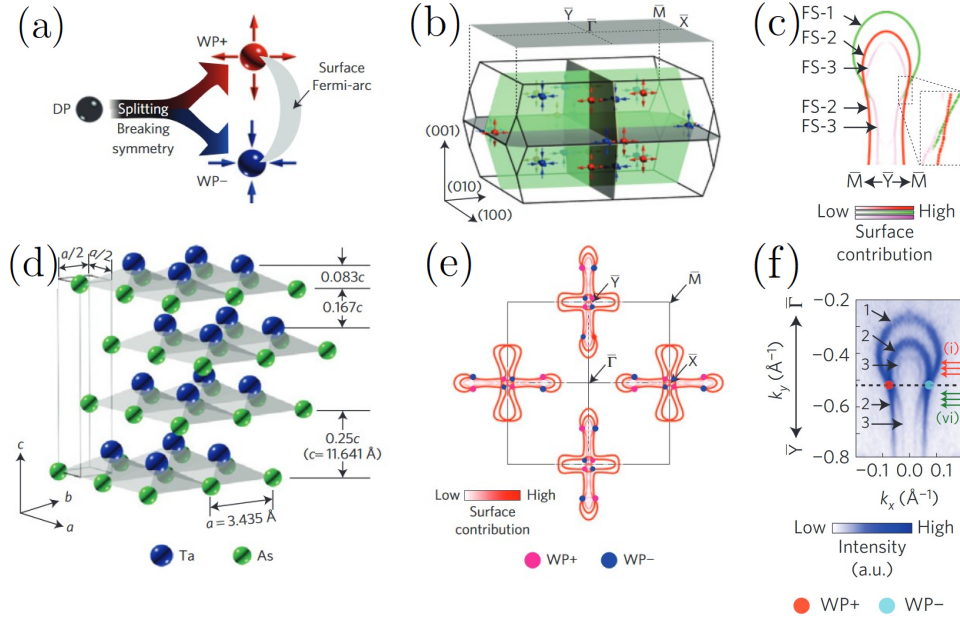 (a)
WP+
DP
Splitting
Breaking
symmetry
Surface
Fermi-arc
WP−
(b)
Ȳ
Γ̄
M̄
X̄
(001)
(010)
(100)
(c)
FS-1
FS-2
FS-3
FS-2
FS-3
M̄ Ȳ M̄
Low High
Surface
contribution
(d)
a/2
a/2
0.083c
0.167c
0.25c
(c= 11.641 Å)
a = 3.435 Å
c
b
a
Ta As
(e)
Ȳ
M̄
Γ̄
X̄
Low High
Surface
contribution
WP+ WP−
(f)
Γ̄
Ȳ
−0.2
−0.4
−0.6
−0.8
k_y (Å⁻¹)
1
2
3
2
3
(i)
(vi)
−0.1 0.0 0.1
k_x (Å⁻¹)
Low High
Intensity
(a.u.)
WP+ WP−